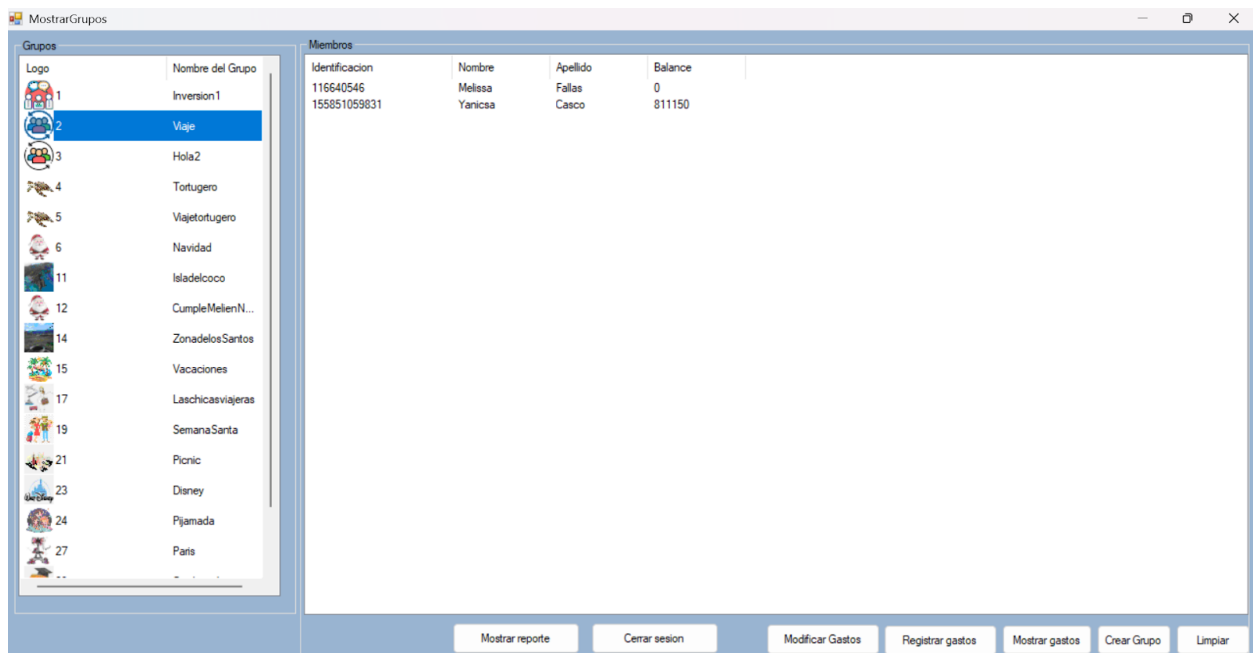 MostrarGrupos
Grupos
Logo Nombre del Grupo
1 Inversion1
2 Viaje
3 Hola2
4 Tortugero
5 Viajetortugero
6 Navidad
11 Isladelcoco
12 CumpleMelienN...
14 ZonadelosSantos
15 Vacaciones
17 Laschicasviajeras
19 SemanaSanta
21 Picnic
23 Disney
24 Pijamada
27 Paris
Miembros
Identificacion Nombre Apellido Balance
116640546 Melissa Fallas 0
155851059831 Yanicsa Casco 811150
Mostrar reporte Cerrar sesion Modificar Gastos Registrar gastos Mostrar gastos Crear Grupo Limpiar